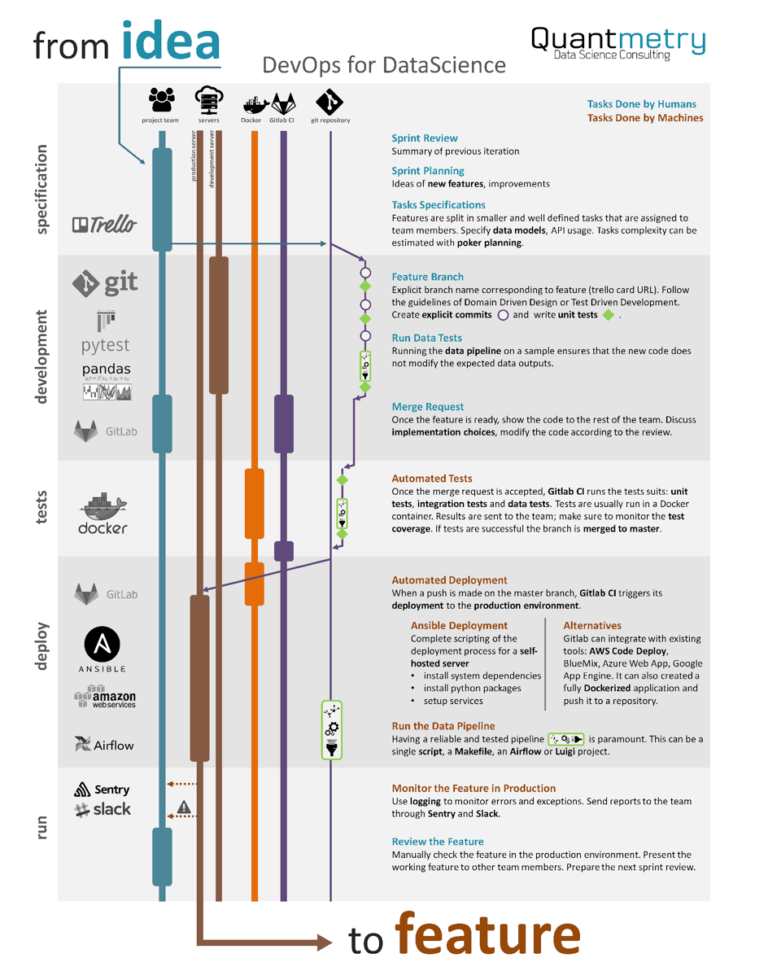 from idea
Quantmetry
Data Science Consulting
DevOps for DataScience
project team
servers
Docker
Gitlab CI
git repository
Tasks Done by Humans
Tasks Done by Machines
production server
development server
specification
Trello
Sprint Review
Summary of previous iteration
Sprint Planning
Ideas of new features, improvements
Tasks Specifications
Features are split in smaller and well defined tasks that are assigned to
team members. Specify data models, API usage. Tasks complexity can be
estimated with poker planning.
development
git
pytest
pandas
GitLab
Feature Branch
Explicit branch name corresponding to feature (trello card URL). Follow
the guidelines of Domain Driven Design or Test Driven Development.
Create explicit commits and write unit tests .
Run Data Tests
Running the data pipeline on a sample ensures that the new code does
not modify the expected data outputs.
Merge Request
Once the feature is ready, show the code to the rest of the team. Discuss
implementation choices, modify the code according to the review.
tests
docker
Automated Tests
Once the merge request is accepted, Gitlab CI runs the tests suits: unit
tests, integration tests and data tests. Tests are usually run in a Docker
container. Results are sent to the team; make sure to monitor the test
coverage. If tests are successful the branch is merged to master.
deploy
GitLab
A
ANSIBLE
amazon
webservices
Airflow
Automated Deployment
When a push is made on the master branch, Gitlab CI triggers its
deployment to the production environment.
Ansible Deployment
Complete scripting of the
deployment process for a self-
hosted server
• install system dependencies
• install python packages
• setup services
Alternatives
Gitlab can integrate with existing
tools: AWS Code Deploy,
BlueMix, Azure Web App, Google
App Engine. It can also created a
fully Dockerized application and
push it to a repository.
Run the Data Pipeline
Having a reliable and tested pipeline is paramount. This can be a
single script, a Makefile, an Airflow or Luigi project.
run
Sentry
slack
Monitor the Feature in Production
Use logging to monitor errors and exceptions. Send reports to the team
through Sentry and Slack.
Review the Feature
Manually check the feature in the production environment. Present the
working feature to other team members. Prepare the next sprint review.
to feature